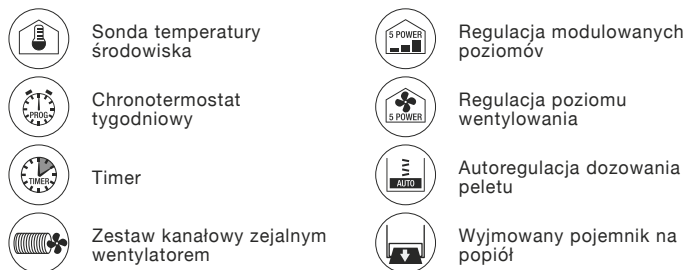 Sonda temperatury
środowiska
Chronotermostat
tygodniowy
PROG.
Timer
TIMER
Zestaw kanałowy zejalnym
wentylatorem
5 POWER
Regulacja modulowanych
poziomóv
5 POWER
Regulacja poziomu
wentylowania
AUTO
Autoregulacja dozowania
peletu
Wyjmowany pojemnik na
popiół